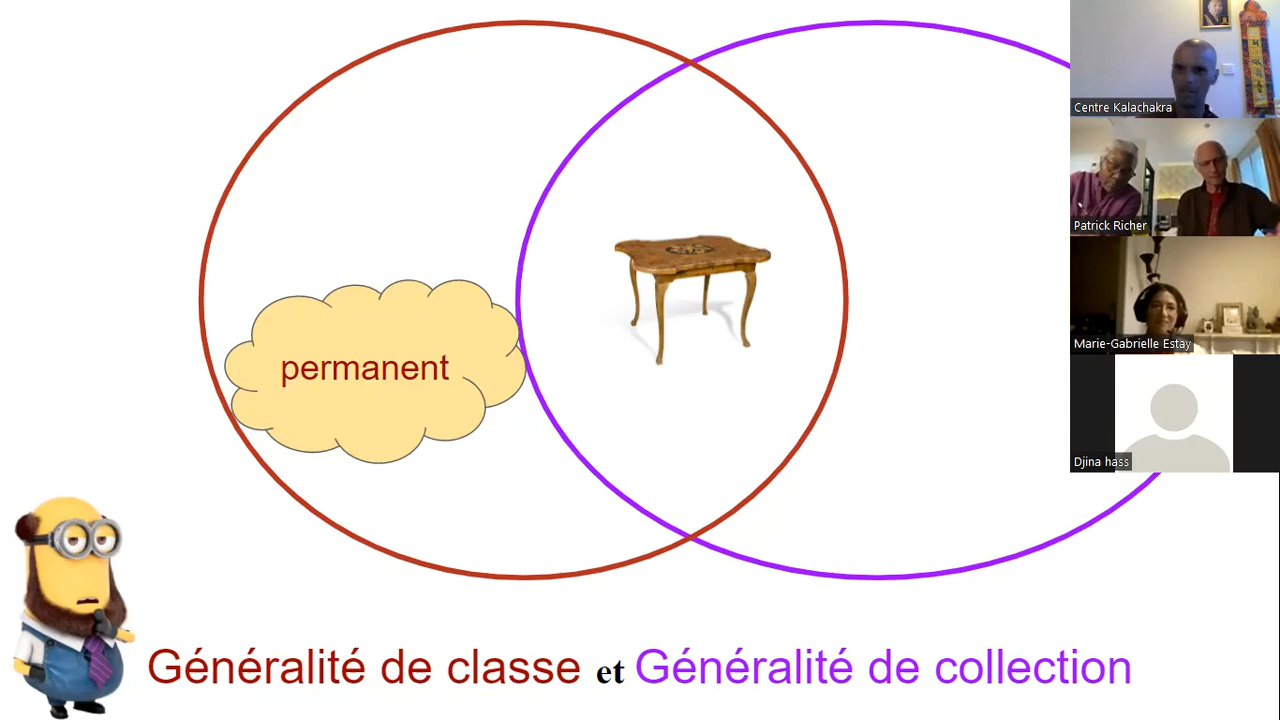 permanent
Généralité de classe et Généralité de collection
Centre Kalachakra
Patrick Richer
Marie-Gabrielle Estay
Djina hass